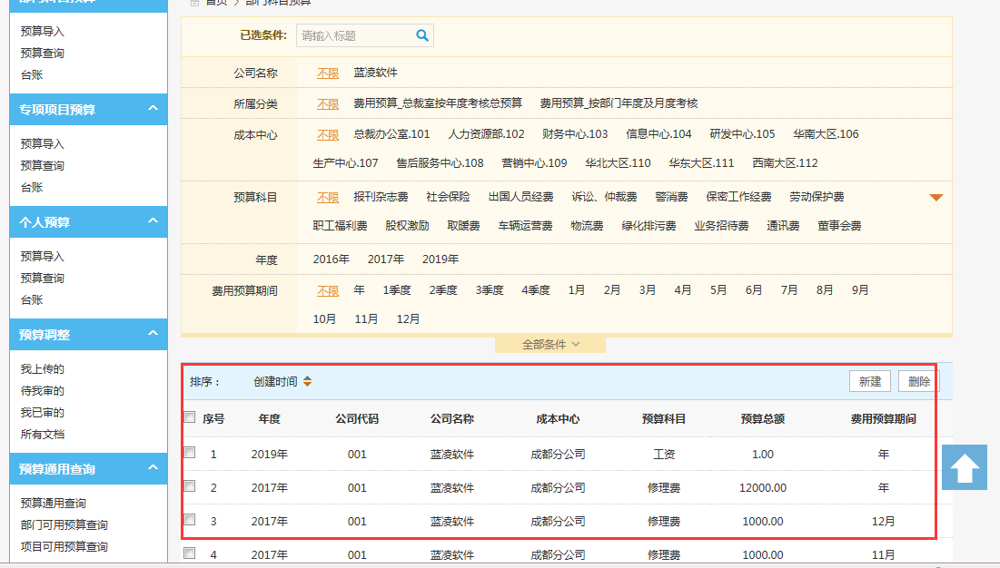 部门科目预算
预算导入
预算查询
台账
专项项目预算
预算导入
预算查询
台账
个人预算
预算导入
预算查询
台账
预算调整
我上传的
待我审的
我已审的
所有文档
预算通用查询
预算通用查询
部门可用预算查询
项目可用预算查询
首页 > 部门科目预算
已选条件: 请输入标题
公司名称 不限 蓝凌软件
所属分类 不限 费用预算_总裁室按年度考核总预算 费用预算_按部门年度及月度考核
成本中心 不限 总裁办公室.101 人力资源部.102 财务中心.103 信息中心.104 研发中心.105 华南大区.106
生产中心.107 售后服务中心.108 营销中心.109 华北大区.110 华东大区.111 西南大区.112
预算科目 不限 报刊杂志费 社会保险 出国人员经费 诉讼、仲裁费 警消费 保密工作经费 劳动保护费
职工福利费 股权激励 取暖费 车辆运营费 物流费 绿化排污费 业务招待费 通讯费 董事会费
年度 2016年 2017年 2019年
费用预算期间 不限 年 1季度 2季度 3季度 4季度 1月 2月 3月 4月 5月 6月 7月 8月 9月
10月 11月 12月
全部条件
排序： 创建时间 新建 删除
序号 年度 公司代码 公司名称 成本中心 预算科目 预算总额 费用预算期间
1 2019年 001 蓝凌软件 成都分公司 工资 1.00 年
2 2017年 001 蓝凌软件 成都分公司 修理费 12000.00 年
3 2017年 001 蓝凌软件 成都分公司 修理费 1000.00 12月
4 2017年 001 蓝凌软件 成都分公司 修理费 1000.00 11月